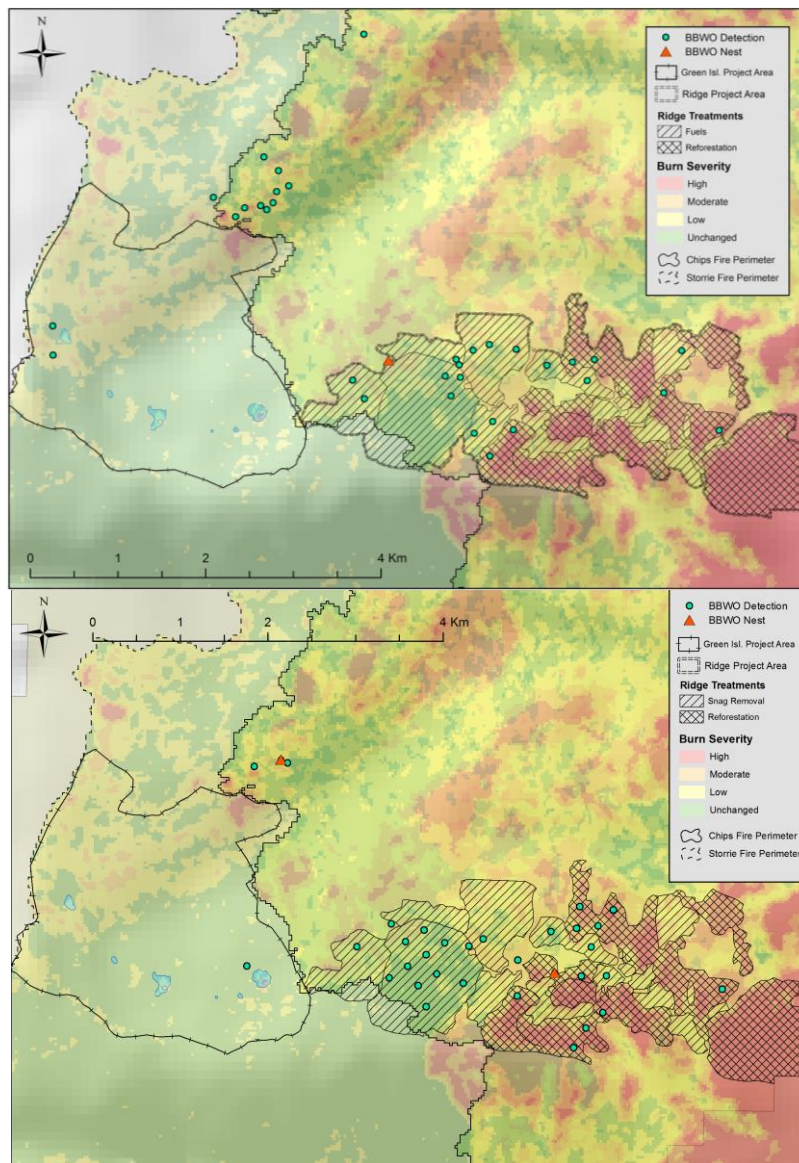 N
BBWO Detection
BBWO Nest
Green Isl. Project Area
Ridge Project Area
Ridge Treatments
Fuels
Reforestation
Burn Severity
High
Moderate
Low
Unchanged
Chips Fire Perimeter
Storrie Fire Perimeter
0 1 2 4 Km
N
0 1 2 4 Km
BBWO Detection
BBWO Nest
Green Isl. Project Area
Ridge Project Area
Ridge Treatments
Snag Removal
Reforestation
Burn Severity
High
Moderate
Low
Unchanged
Chips Fire Perimeter
Storrie Fire Perimeter